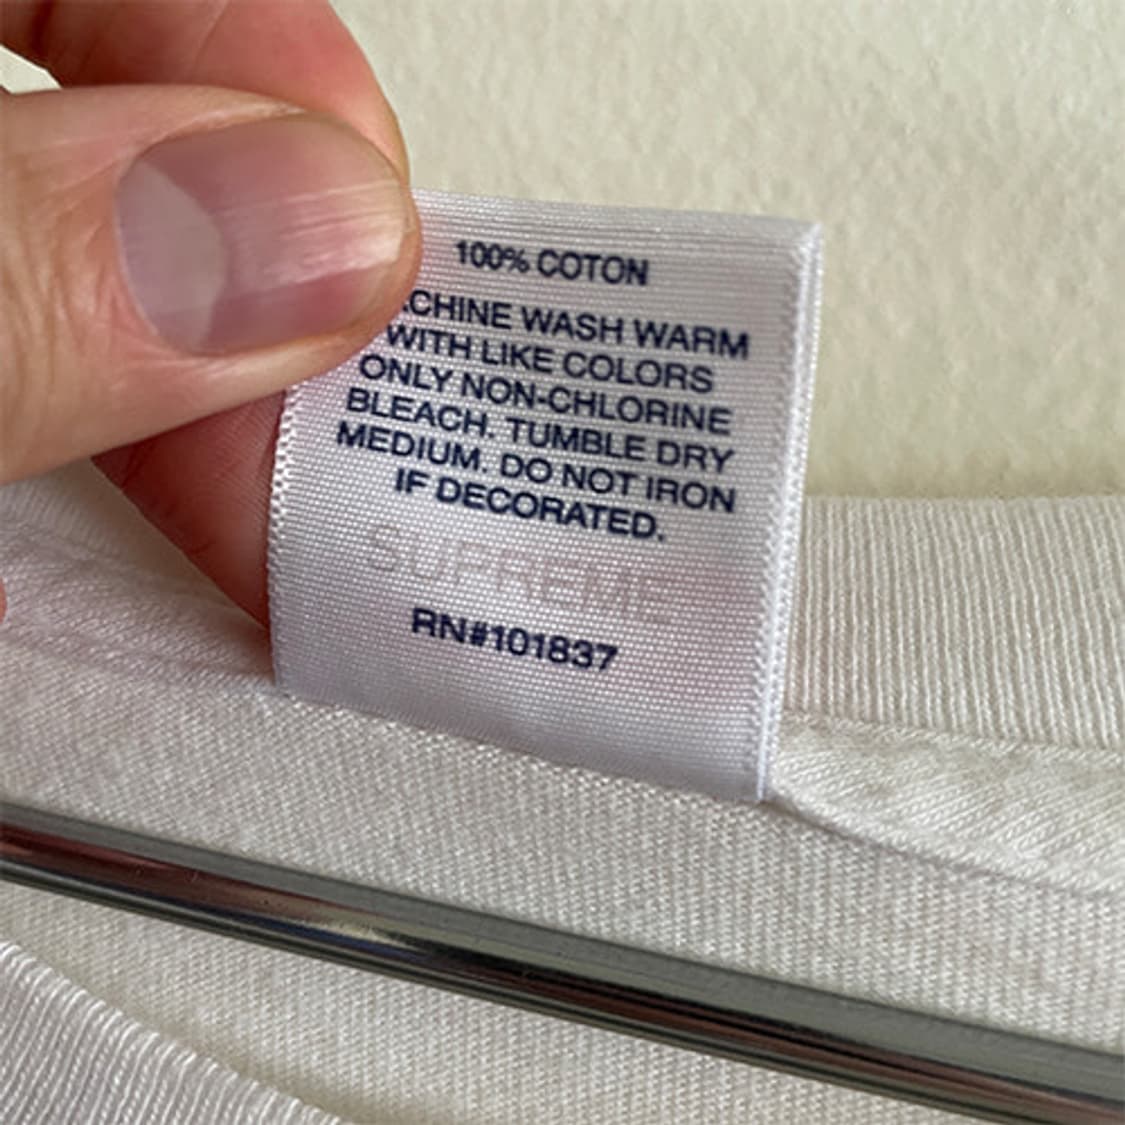 100% COTON
ACHINE WASH WARM
WITH LIKE COLORS
ONLY NON-CHLORINE
BLEACH. TUMBLE DRY
MEDIUM. DO NOT IRON
IF DECORATED.
SUPREME
RN#101837